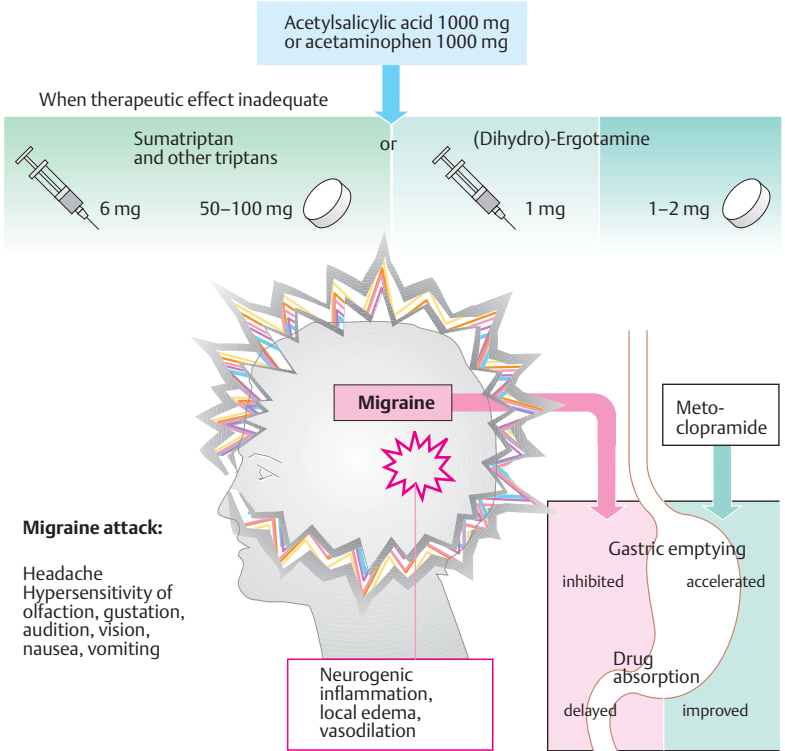 Acetylsalicylic acid 1000 mg
or acetaminophen 1000 mg
When therapeutic effect inadequate
Sumatriptan
and other triptans
or
(Dihydro)-Ergotamine
6 mg
50–100 mg
1 mg
1–2 mg
Migraine
Meto-
clopramide
Migraine attack:
Headache
Hypersensitivity of
olfaction, gustation,
audition, vision,
nausea, vomiting
Gastric emptying
inhibited
accelerated
Drug
absorption
delayed
improved
Neurogenic
inflammation,
local edema,
vasodilation